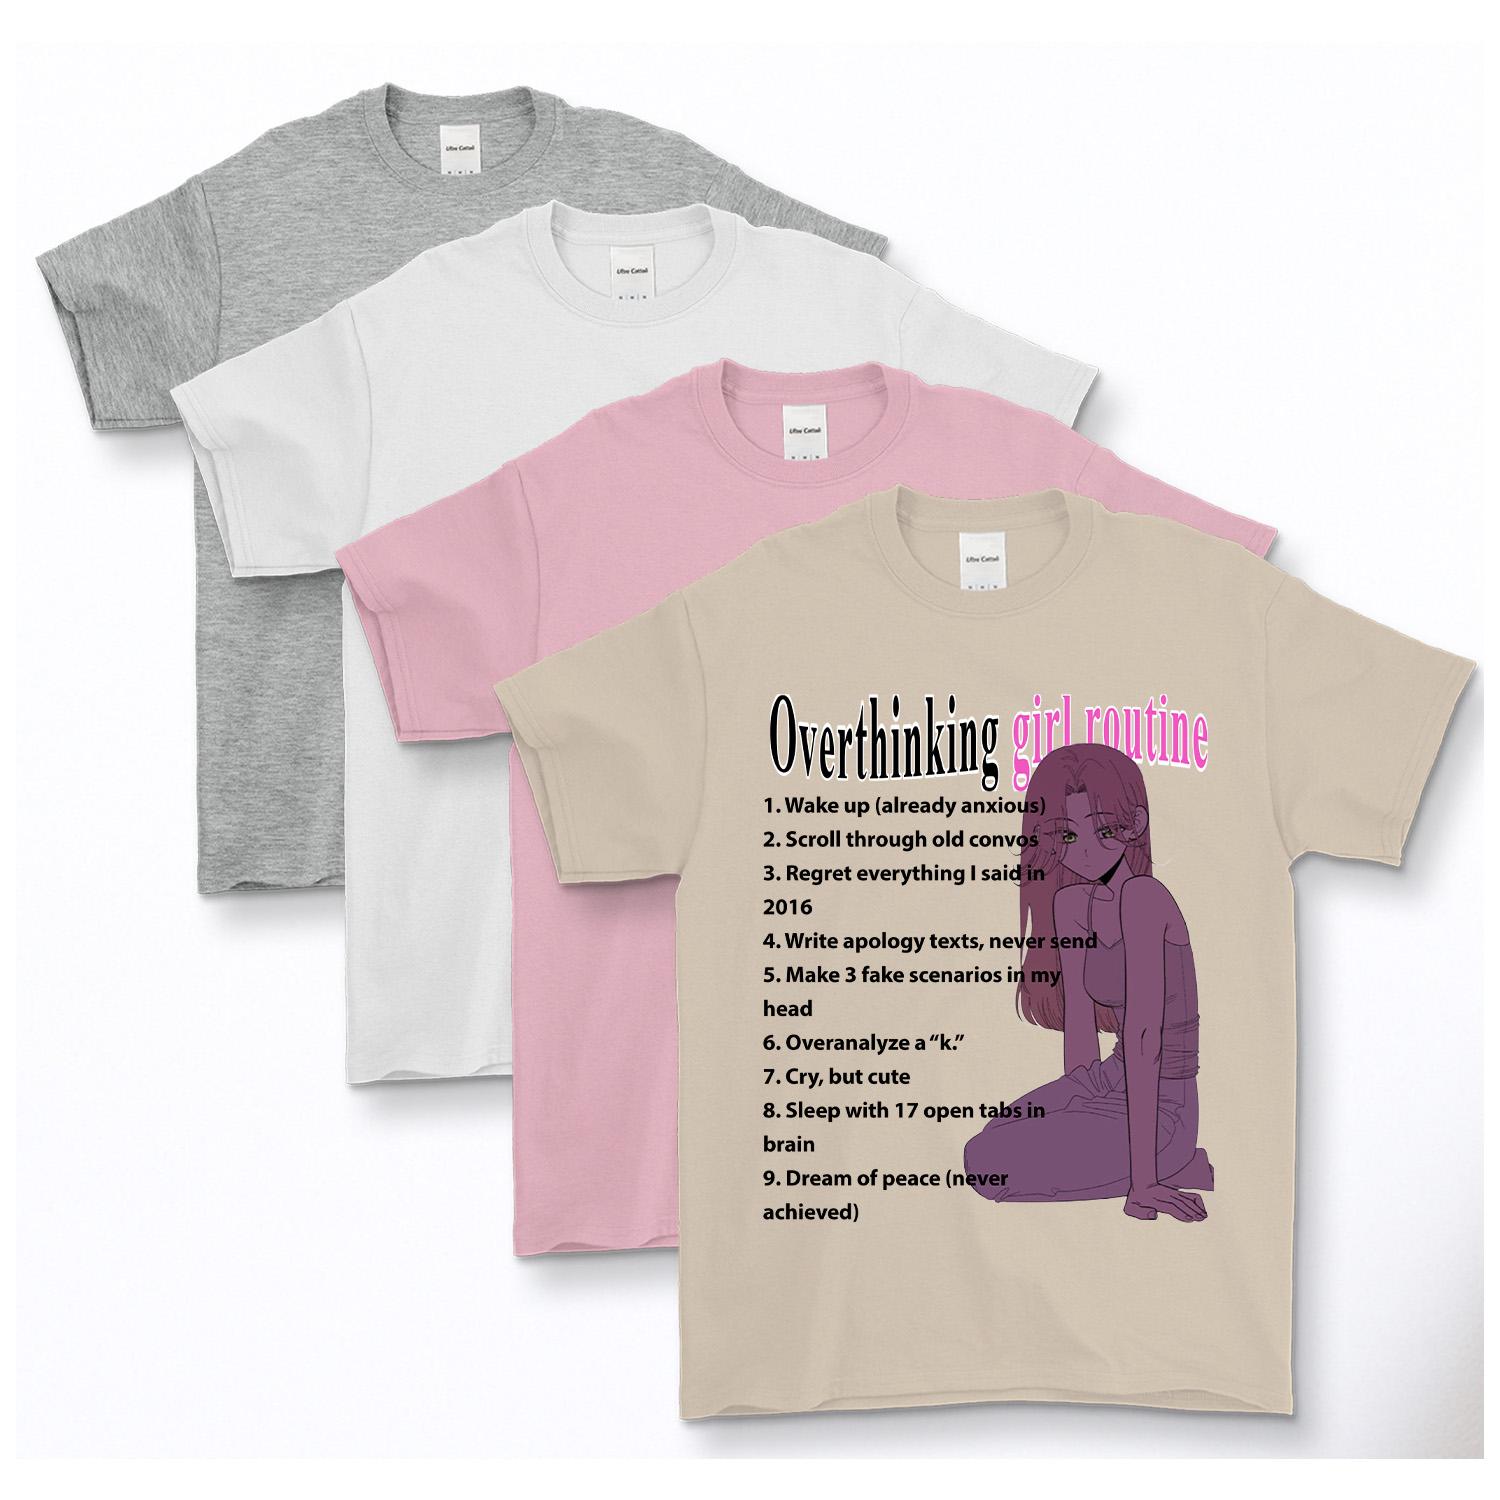 Overthinking girl routine
1. Wake up (already anxious)
2. Scroll through old convos
3. Regret everything I said in
2016
4. Write apology texts, never send
5. Make 3 fake scenarios in my
head
6. Overanalyze a “k.”
7. Cry, but cute
8. Sleep with 17 open tabs in
brain
9. Dream of peace (never
achieved)